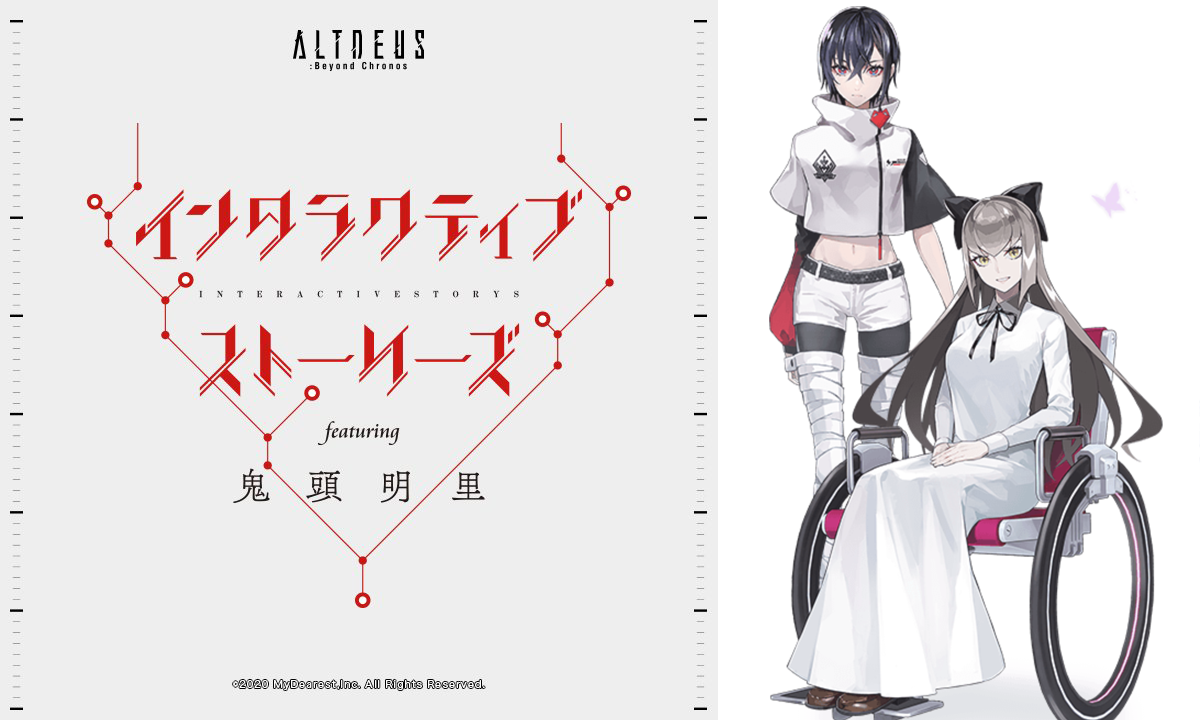 ALTDEUS
:Beyond Chronos
インタラクティブ
INTERACTIVESTORYS
ストーリーズ
featuring
鬼頭明里
©2020 MyDearest,Inc. All Rights Reserved.